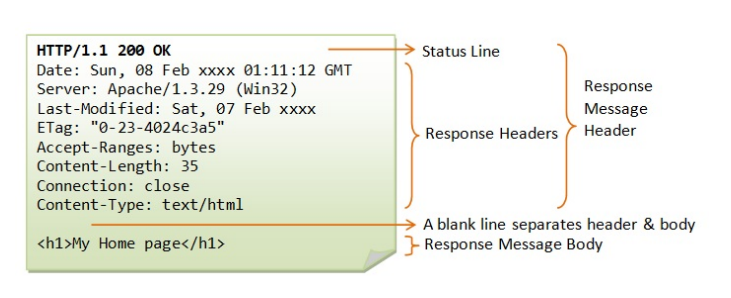 HTTP/1.1 200 OK
Date: Sun, 08 Feb xxxx 01:11:12 GMT
Server: Apache/1.3.29 (Win32)
Last-Modified: Sat, 07 Feb xxxx
ETag: "0-23-4024c3a5"
Accept-Ranges: bytes
Content-Length: 35
Connection: close
Content-Type: text/html
<h1>My Home page</h1>
Status Line
Response Headers
Response
Message
Header
A blank line separates header & body
Response Message Body